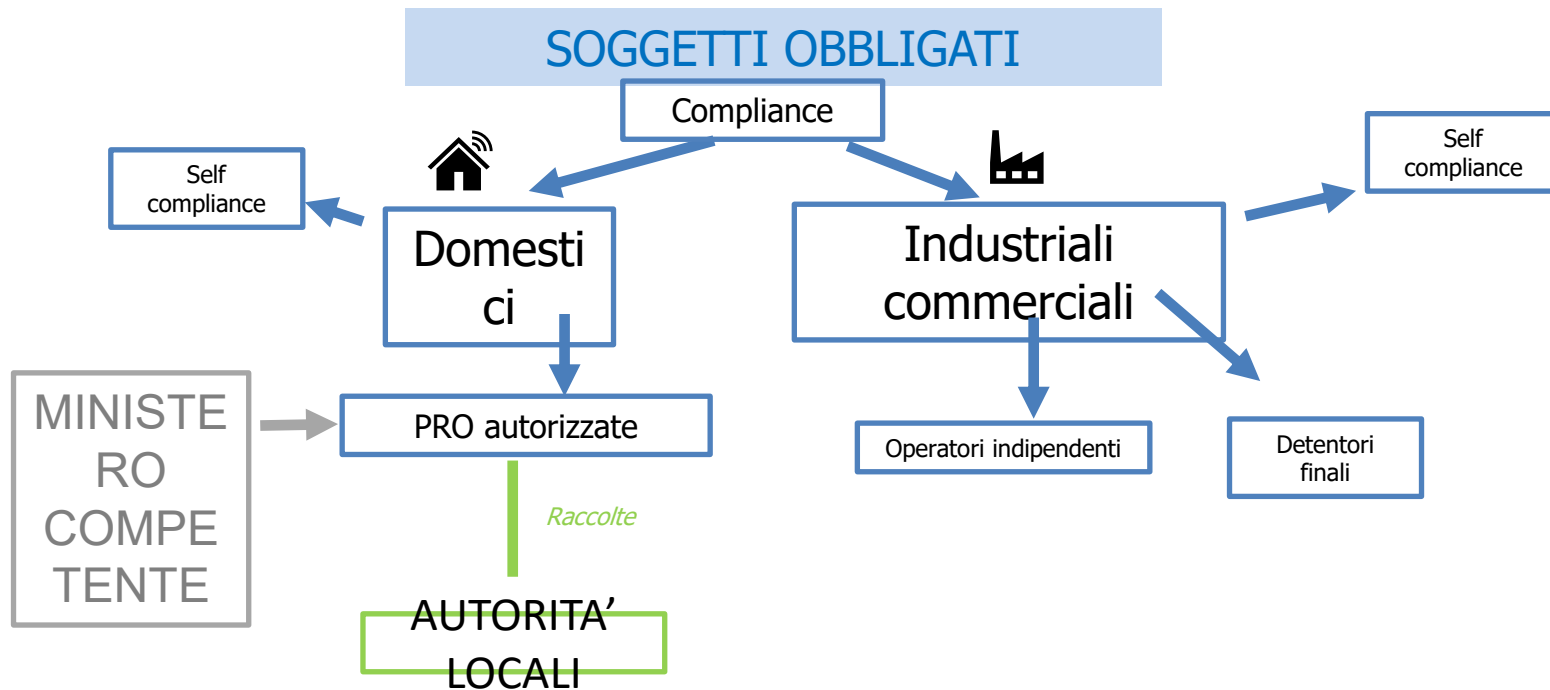 SOGGETTI OBBLIGATI
Compliance
Self
compliance
Self
compliance
Domesti
ci
Industriali
commerciali
MINISTE
RO
COMPE
TENTE
PRO autorizzate
Operatori indipendenti
Detentori
finali
Raccolte
AUTORITA’
LOCALI